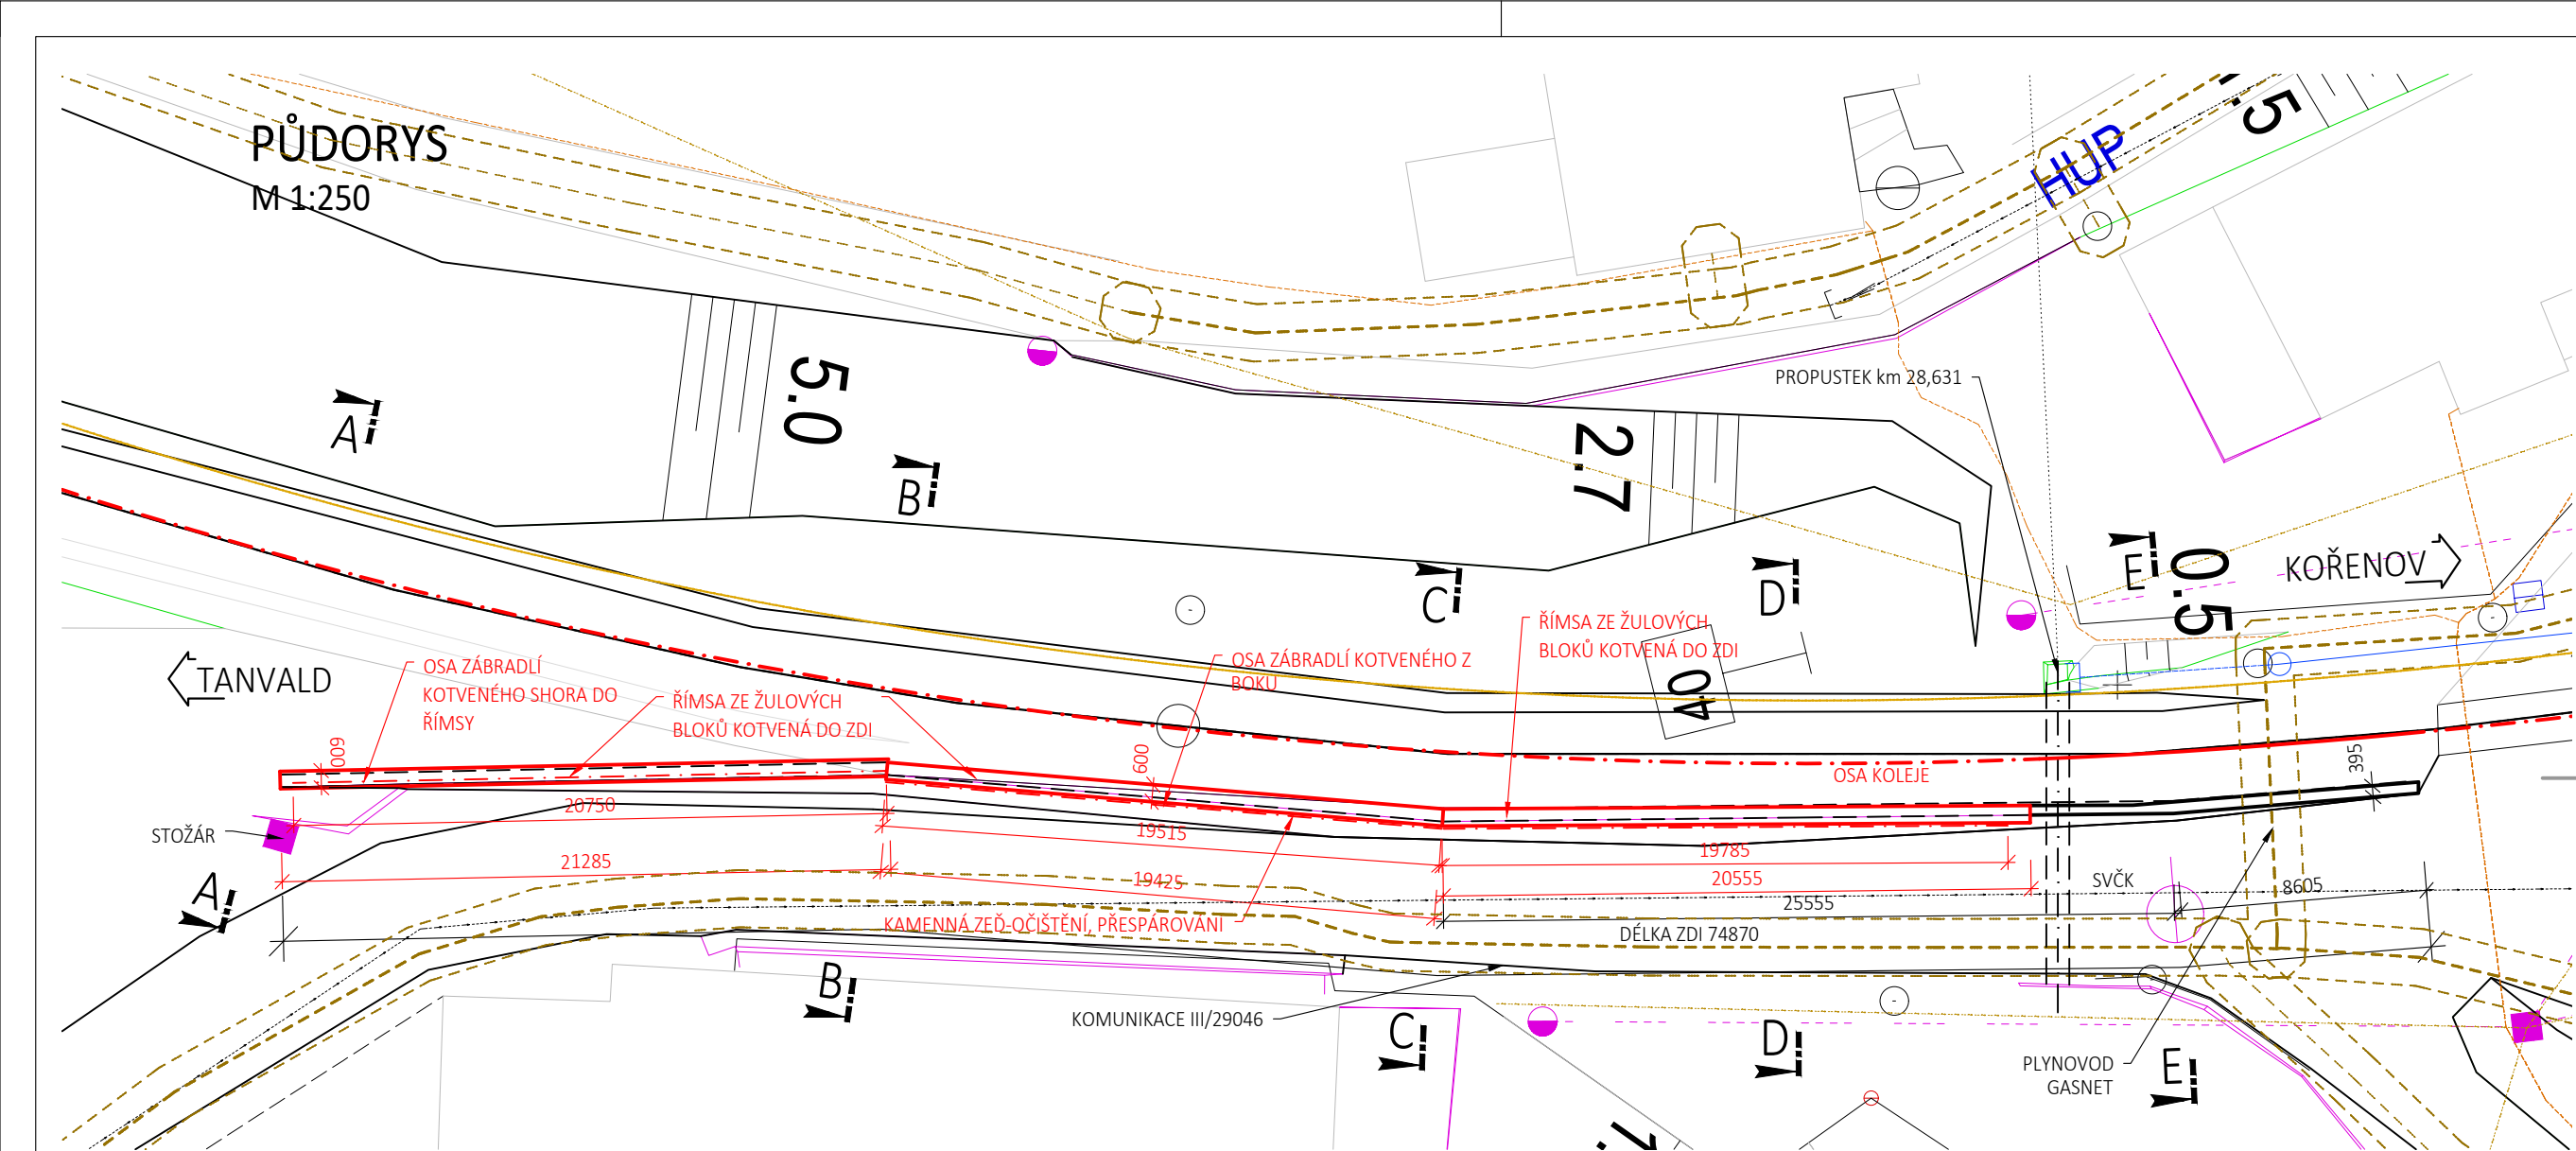 PŮDORYS
M 1:250
HUP
5
5.0
2.7
0.5
40
A
B
C
D
E
PROPUSTEK km 28,631
KOŘENOV
TANVALD
OSA ZÁBRADLÍ
KOTVENÉHO SHORA DO
ŘÍMSY
ŘÍMSA ZE ŽULOVÝCH
BLOKŮ KOTVENÁ DO ZDI
OSA ZÁBRADLÍ KOTVENÉHO Z
BOKU
ŘÍMSA ZE ŽULOVÝCH
BLOKŮ KOTVENÁ DO ZDI
OSA KOLEJE
600
600
395
STOŽÁR
20750
19515
19785
21285
19425
20555
25555
8605
SVČK
KAMENNÁ ZEĎ-OČIŠTĚNÍ, PŘESPÁROVÁNÍ
DÉLKA ZDI 74870
KOMUNIKACE III/29046
PLYNOVOD
GASNET
A
B
C
D
E